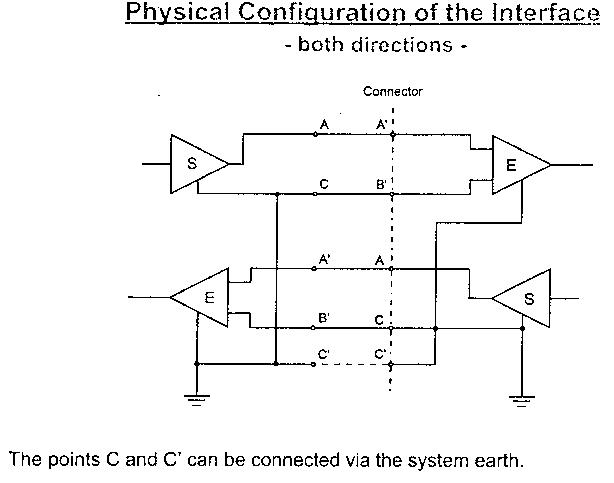 Physical Configuration of the Interface
- both directions -
Connector
A A'
S E
C B'
A' A
E S
B' C
C' C'
The points C and C' can be connected via the system earth.